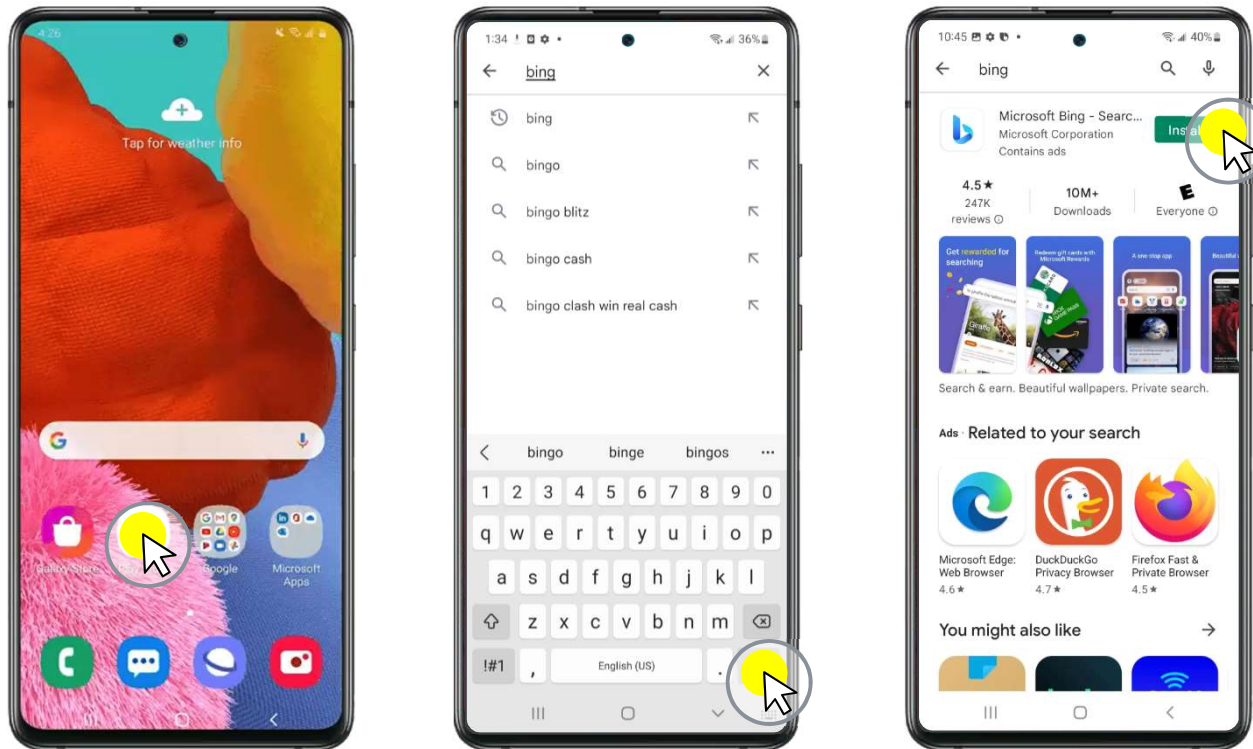 4:26
Tap for weather info
Galaxy Store
Google
Microsoft
Apps
1:34
36%
bing
bing
bingo
bingo blitz
bingo cash
bingo clash win real cash
bingo binge bingos
1 2 3 4 5 6 7 8 9 0
q w e r t y u i o p
a s d f g h j k l
z x c v b n m
!#1 , English (US) .
10:45
40%
bing
Microsoft Bing - Searc...
Microsoft Corporation
Contains ads
Instal
4.5★
247K
reviews
10M+
Downloads
E
Everyone
Get rewarded for
searching
Giraffe
Redeem gift cards with
Microsoft Rewards
A one stop app
Beautiful
Search & earn. Beautiful wallpapers. Private search.
Ads · Related to your search
Microsoft Edge:
Web Browser
4.6★
DuckDuckGo
Privacy Browser
4.7★
Firefox Fast &
Private Browser
4.5★
You might also like